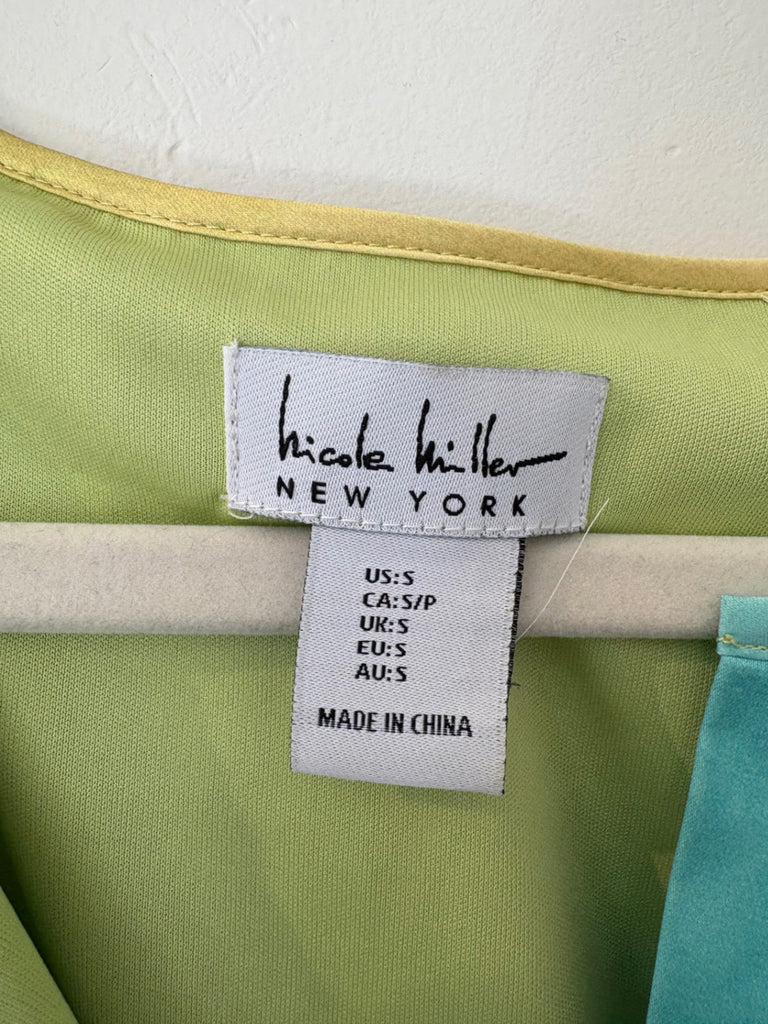 nicole miller
NEW YORK
US:S
CA:S/P
UK:S
EU:S
AU:S
MADE IN CHINA